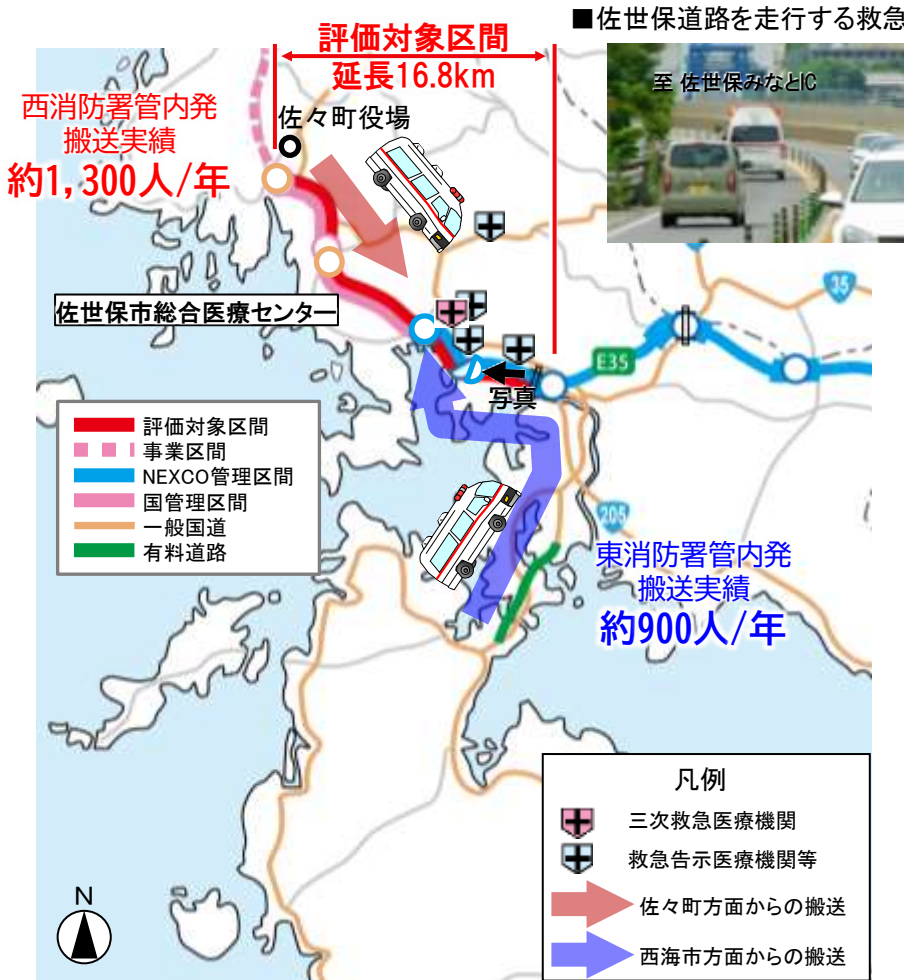 ■佐世保道路を走行する救急
評価対象区間
延長16.8km
至 佐世保みなとIC
西消防署管内発
搬送実績
約1,300人/年
佐々町役場
35
佐世保市総合医療センター
E35
写真
評価対象区間
事業区間
NEXCO管理区間
国管理区間
一般国道
有料道路
205
東消防署管内発
搬送実績
約900人/年
凡例
三次救急医療機関
救急告示医療機関等
佐々町方面からの搬送
西海市方面からの搬送
N